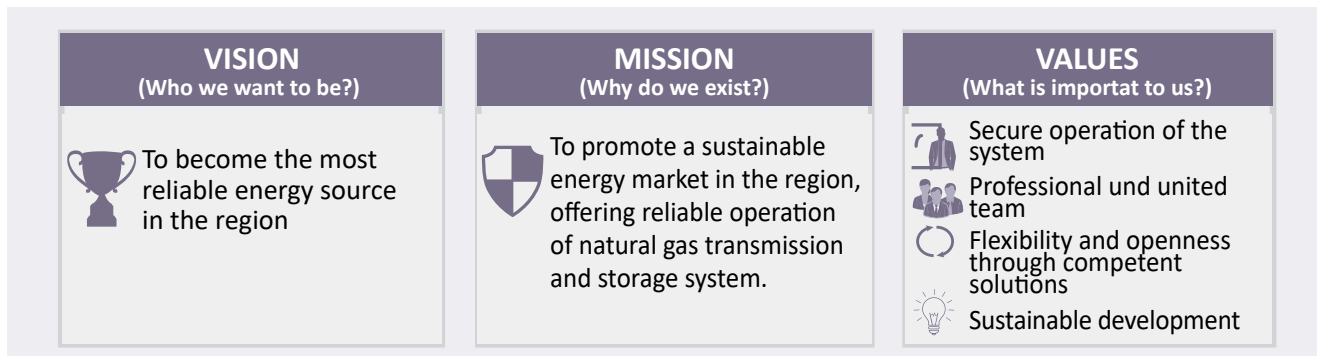 VISION
(Who we want to be?)
To become the most
reliable energy source
in the region
MISSION
(Why do we exist?)
To promote a sustainable
energy market in the region,
offering reliable operation
of natural gas transmission
and storage system.
VALUES
(What is importat to us?)
Secure operation of the
system
Professional und united
team
Flexibility and openness
through competent
solutions
Sustainable development